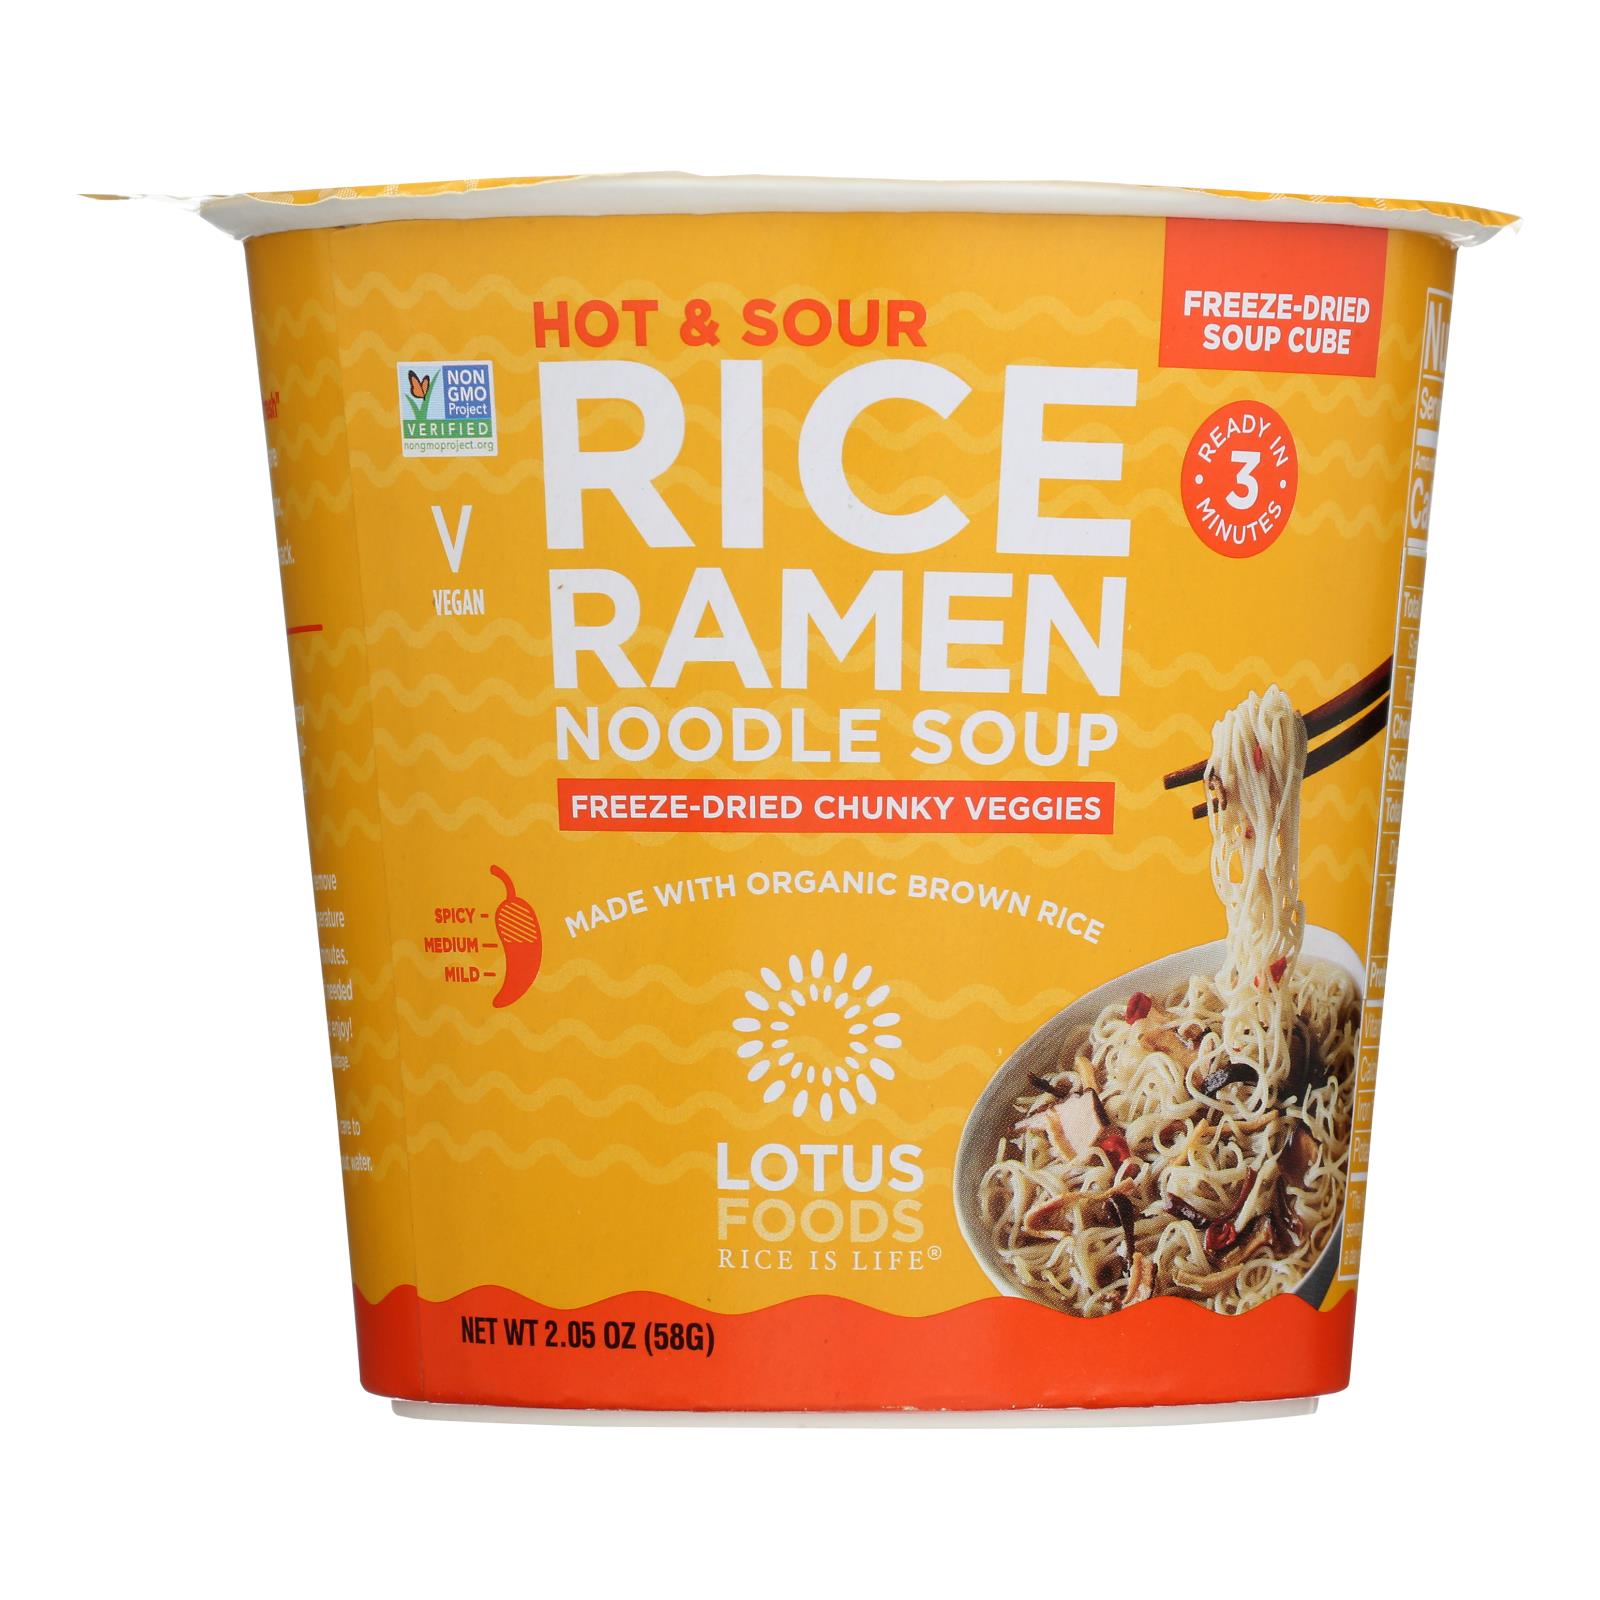 HOT & SOUR
RICE
RAMEN
NOODLE SOUP
FREEZE-DRIED CHUNKY VEGGIES
MADE WITH ORGANIC BROWN RICE
LOTUS
FOODS
RICE IS LIFE®
NET WT 2.05 OZ (58G)
FREEZE-DRIED
SOUP CUBE
READY IN
3
MINUTES
NON
GMO
Project
VERIFIED
nongmoproject.org
V
VEGAN
SPICY
MEDIUM
MILD
enjoy!
water.